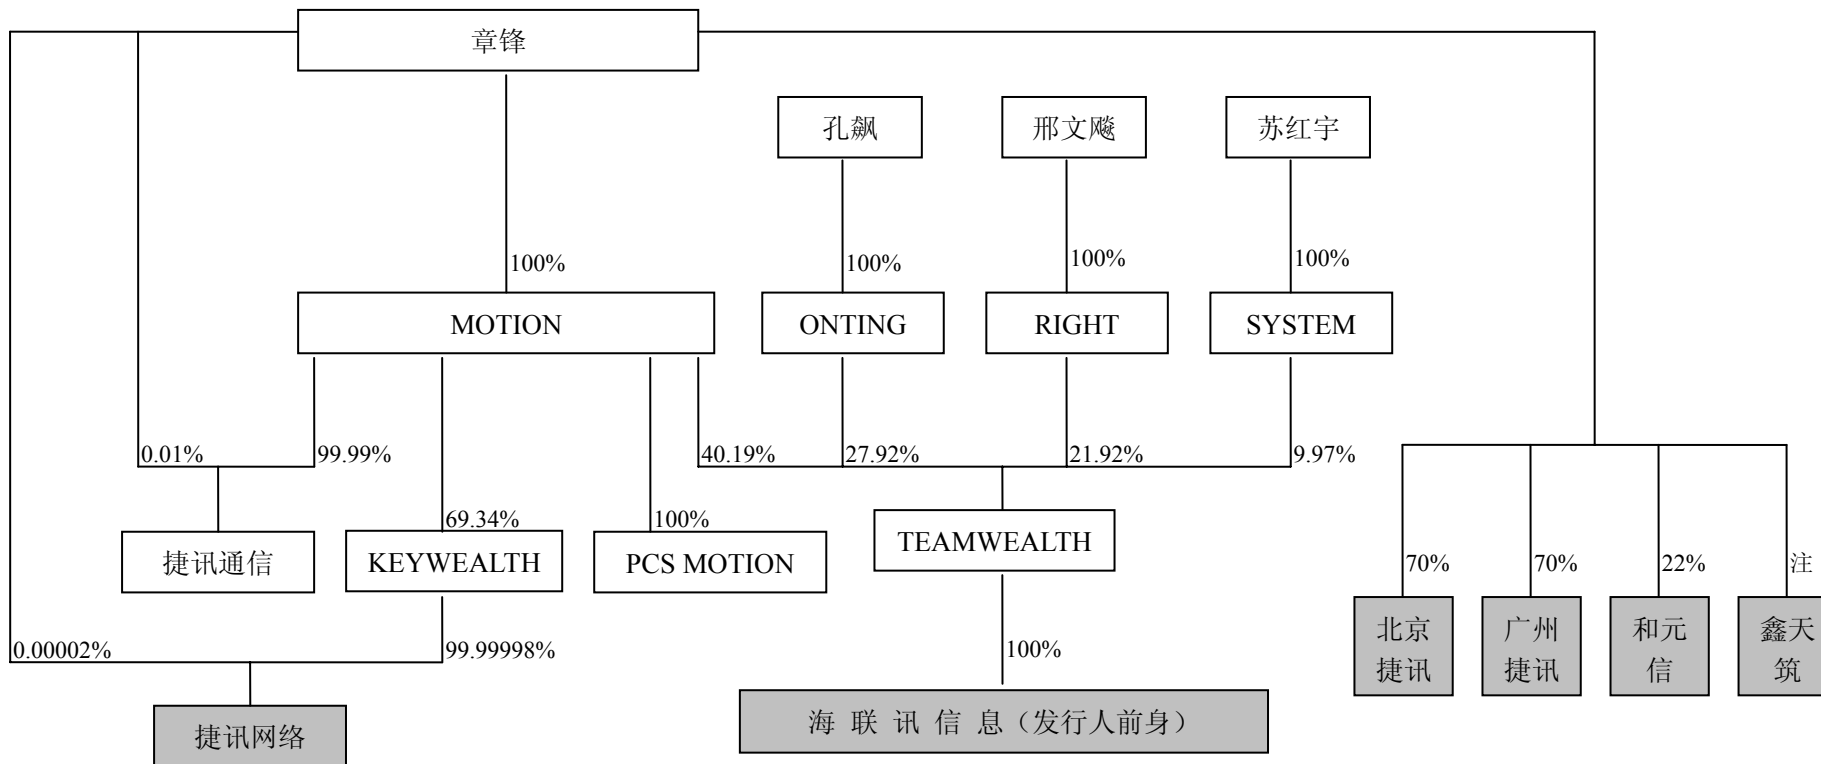 章锋
孔飙
邢文飚
苏红宇
100%
100%
100%
100%
MOTION
ONTING
RIGHT
SYSTEM
0.01%
99.99%
40.19%
27.92%
21.92%
9.97%
69.34%
100%
捷讯通信
KEYWEALTH
PCS MOTION
TEAMWEALTH
70%
70%
22%
注
北京
捷讯
广州
捷讯
和元
信
鑫天
筑
0.00002%
99.99998%
100%
捷讯网络
海 联 讯 信 息（发行人前身）